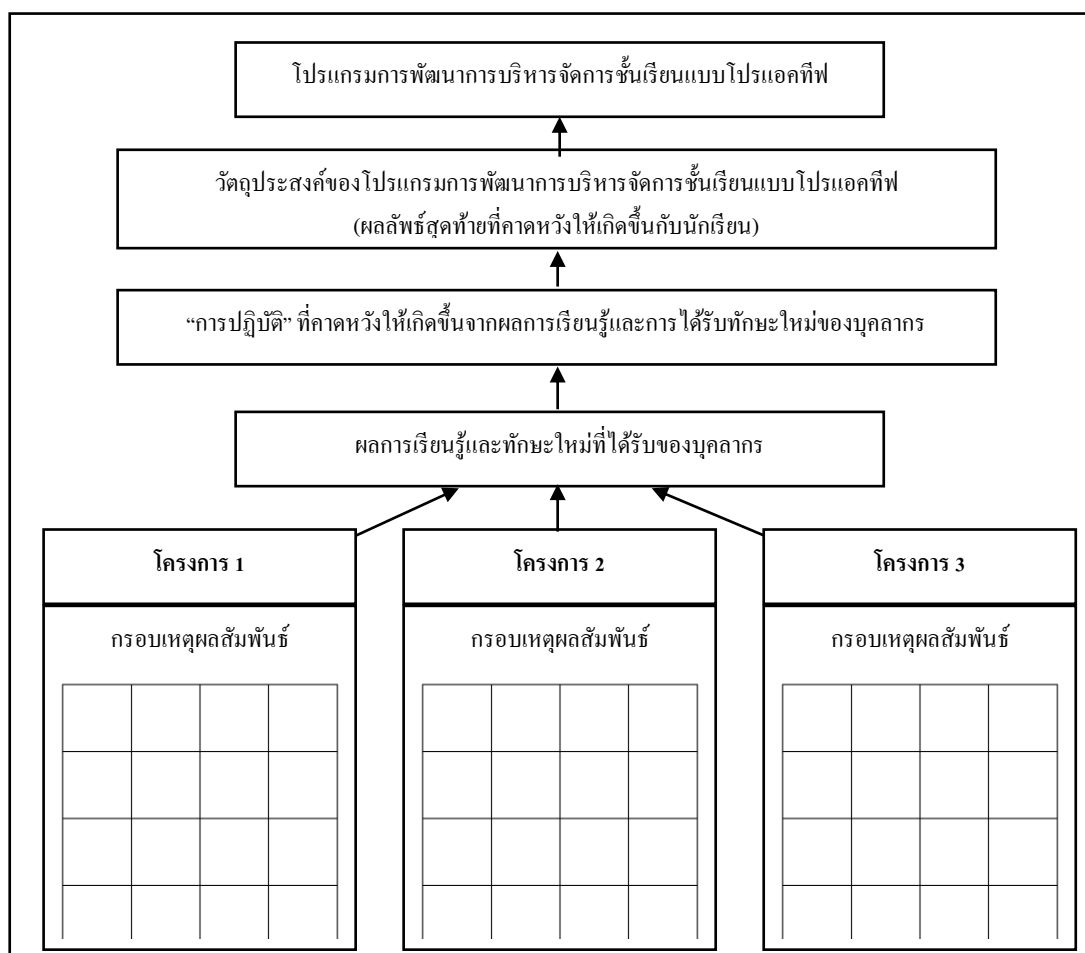 โปรแกรมการพัฒนาการบริหารจัดการชั้นเรียนแบบโปรแอคทีฟ
วัตถุประสงค์ของโปรแกรมการพัฒนาการบริหารจัดการชั้นเรียนแบบโปรแอคทีฟ
(ผลลัพธ์สุดท้ายที่คาดหวังให้เกิดขึ้นกับนักเรียน)
“การปฏิบัติ” ที่คาดหวังให้เกิดขึ้นจากผลการเรียนรู้และการได้รับทักษะใหม่ของบุคลากร
ผลการเรียนรู้และทักษะใหม่ที่ได้รับของบุคลากร
โครงการ 1
โครงการ 2
โครงการ 3
กรอบเหตุผลสัมพันธ์
กรอบเหตุผลสัมพันธ์
กรอบเหตุผลสัมพันธ์